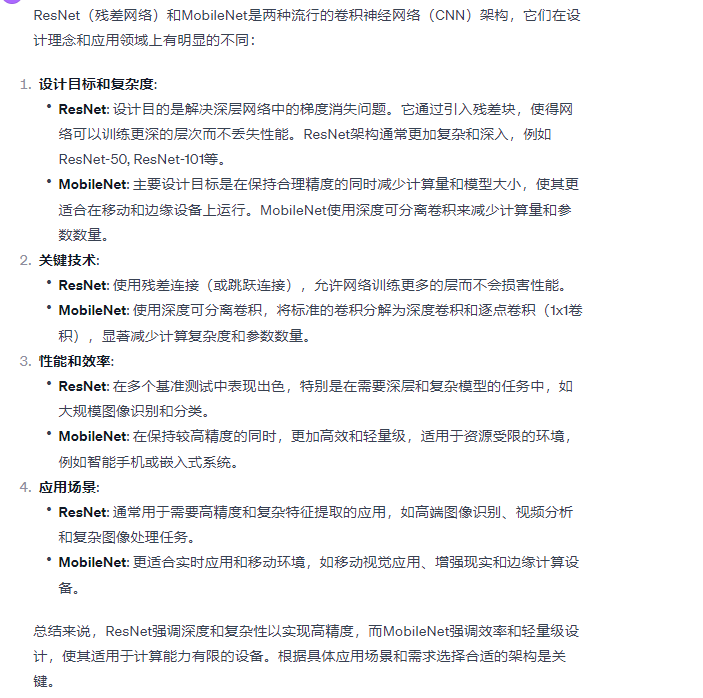 ResNet（残差网络）和MobileNet是两种流行的卷积神经网络（CNN）架构，它们在设
计理念和应用领域上有明显的不同：
1. 设计目标和复杂度:
• ResNet: 设计目的是解决深层网络中的梯度消失问题。它通过引入残差块，使得网
络可以训练更深的层次而不丢失性能。ResNet架构通常更加复杂和深入，例如
ResNet-50, ResNet-101等。
• MobileNet: 主要设计目标是在保持合理精度的同时减少计算量和模型大小，使其更
适合在移动和边缘设备上运行。MobileNet使用深度可分离卷积来减少计算量和参
数数量。
2. 关键技术:
• ResNet: 使用残差连接（或跳跃连接），允许网络训练更多的层而不会损害性能。
• MobileNet: 使用深度可分离卷积，将标准的卷积分解为深度卷积和逐点卷积（1x1卷
积），显著减少计算复杂度和参数数量。
3. 性能和效率:
• ResNet: 在多个基准测试中表现出色，特别是在需要深层和复杂模型的任务中，如
大规模图像识别和分类。
• MobileNet: 在保持较高精度的同时，更加高效和轻量级，适用于资源受限的环境，
例如智能手机或嵌入式系统。
4. 应用场景:
• ResNet: 通常用于需要高精度和复杂特征提取的应用，如高端图像识别、视频分析
和复杂图像处理任务。
• MobileNet: 更适合实时应用和移动环境，如移动视觉应用、增强现实和边缘计算设
备。
总结来说，ResNet强调深度和复杂性以实现高精度，而MobileNet强调效率和轻量级设
计，使其适用于计算能力有限的设备。根据具体应用场景和需求选择合适的架构是关
键。